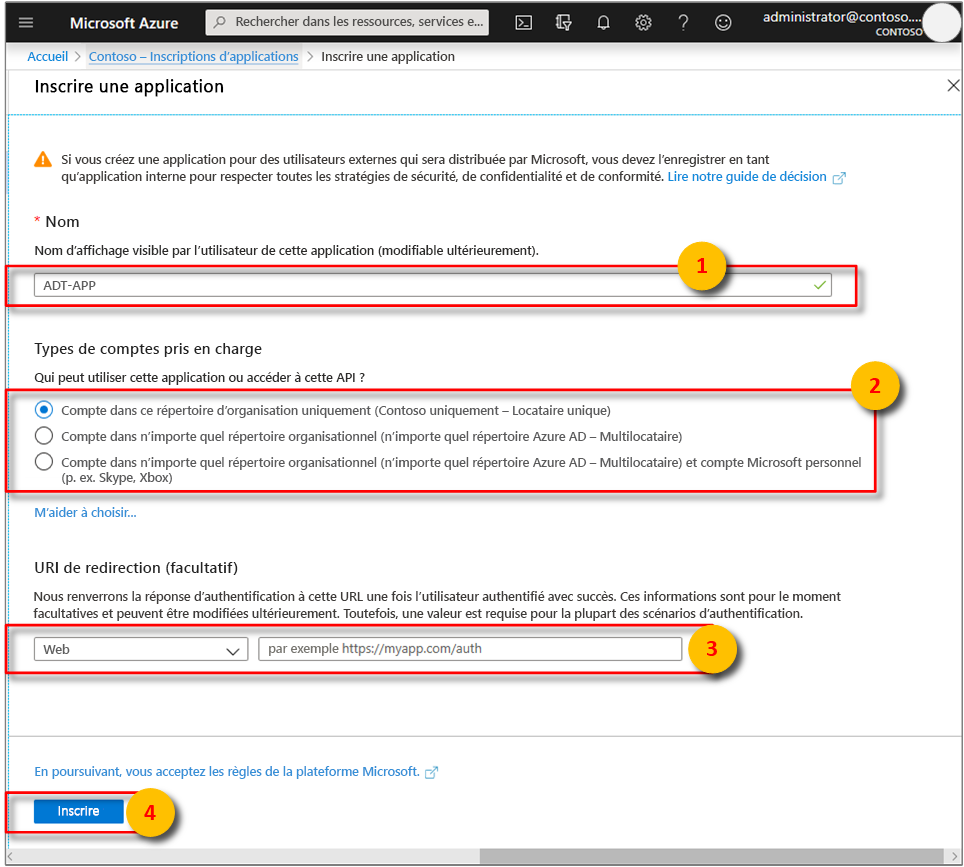 Microsoft Azure
Rechercher dans les ressources, services e...
administrator@contoso....
CONTOSO
Accueil > Contoso – Inscriptions d'applications > Inscrire une application
Inscrire une application
Si vous créez une application pour des utilisateurs externes qui sera distribuée par Microsoft, vous devez l'enregistrer en tant
qu'application interne pour respecter toutes les stratégies de sécurité, de confidentialité et de conformité. Lire notre guide de décision
* Nom
Nom d'affichage visible par l'utilisateur de cette application (modifiable ultérieurement).
1
ADT-APP
Types de comptes pris en charge
Qui peut utiliser cette application ou accéder à cette API ?
2
Compte dans ce répertoire d'organisation uniquement (Contoso uniquement – Locataire unique)
Compte dans n'importe quel répertoire organisationnel (n'importe quel répertoire Azure AD – Multilocataire)
Compte dans n'importe quel répertoire organisationnel (n'importe quel répertoire Azure AD – Multilocataire) et compte Microsoft personnel
(p. ex. Skype, Xbox)
M'aider à choisir...
URI de redirection (facultatif)
Nous renverrons la réponse d'authentification à cette URL une fois l'utilisateur authentifié avec succès. Ces informations sont pour le moment
facultatives et peuvent être modifiées ultérieurement. Toutefois, une valeur est requise pour la plupart des scénarios d'authentification.
Web
par exemple https://myapp.com/auth
3
En poursuivant, vous acceptez les règles de la plateforme Microsoft.
Inscrire
4